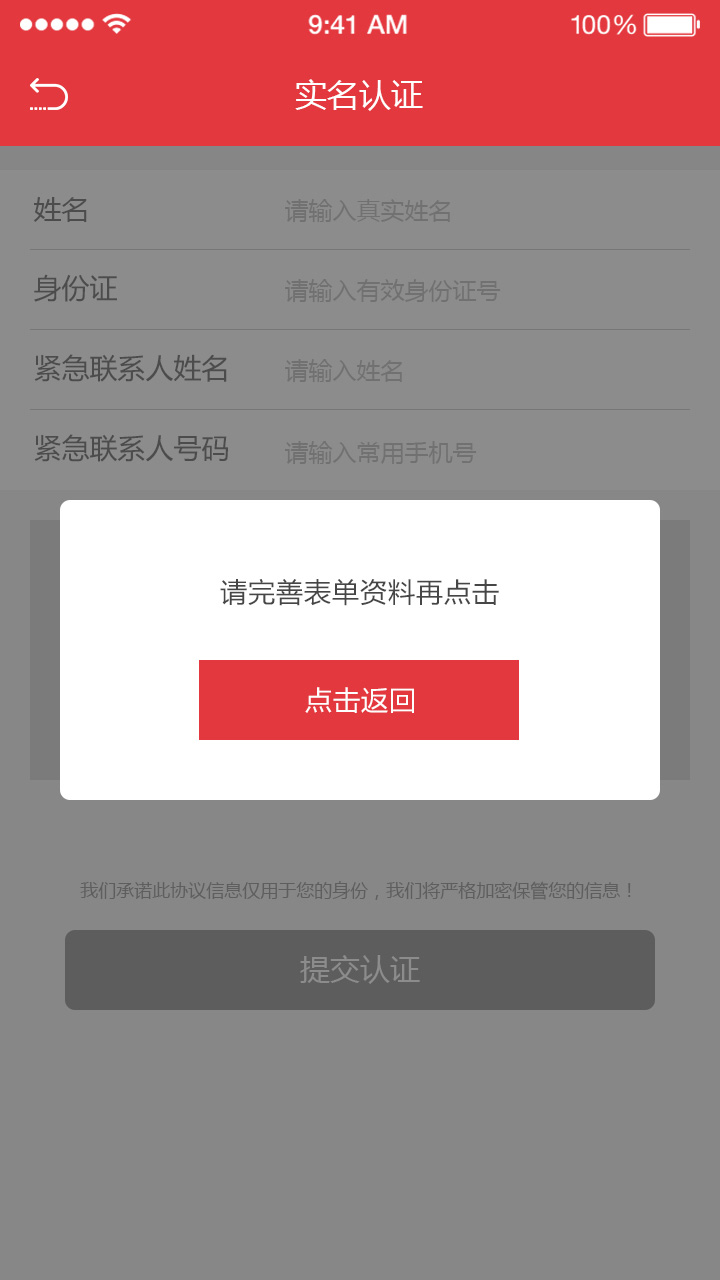 9:41 AM
100%
实名认证
姓名
请输入真实姓名
身份证
请输入有效身份证号
紧急联系人姓名
请输入姓名
紧急联系人号码
请输入常用手机号
请完善表单资料再点击
点击返回
我们承诺此协议信息仅用于您的身份，我们将严格加密保管您的信息！
提交认证